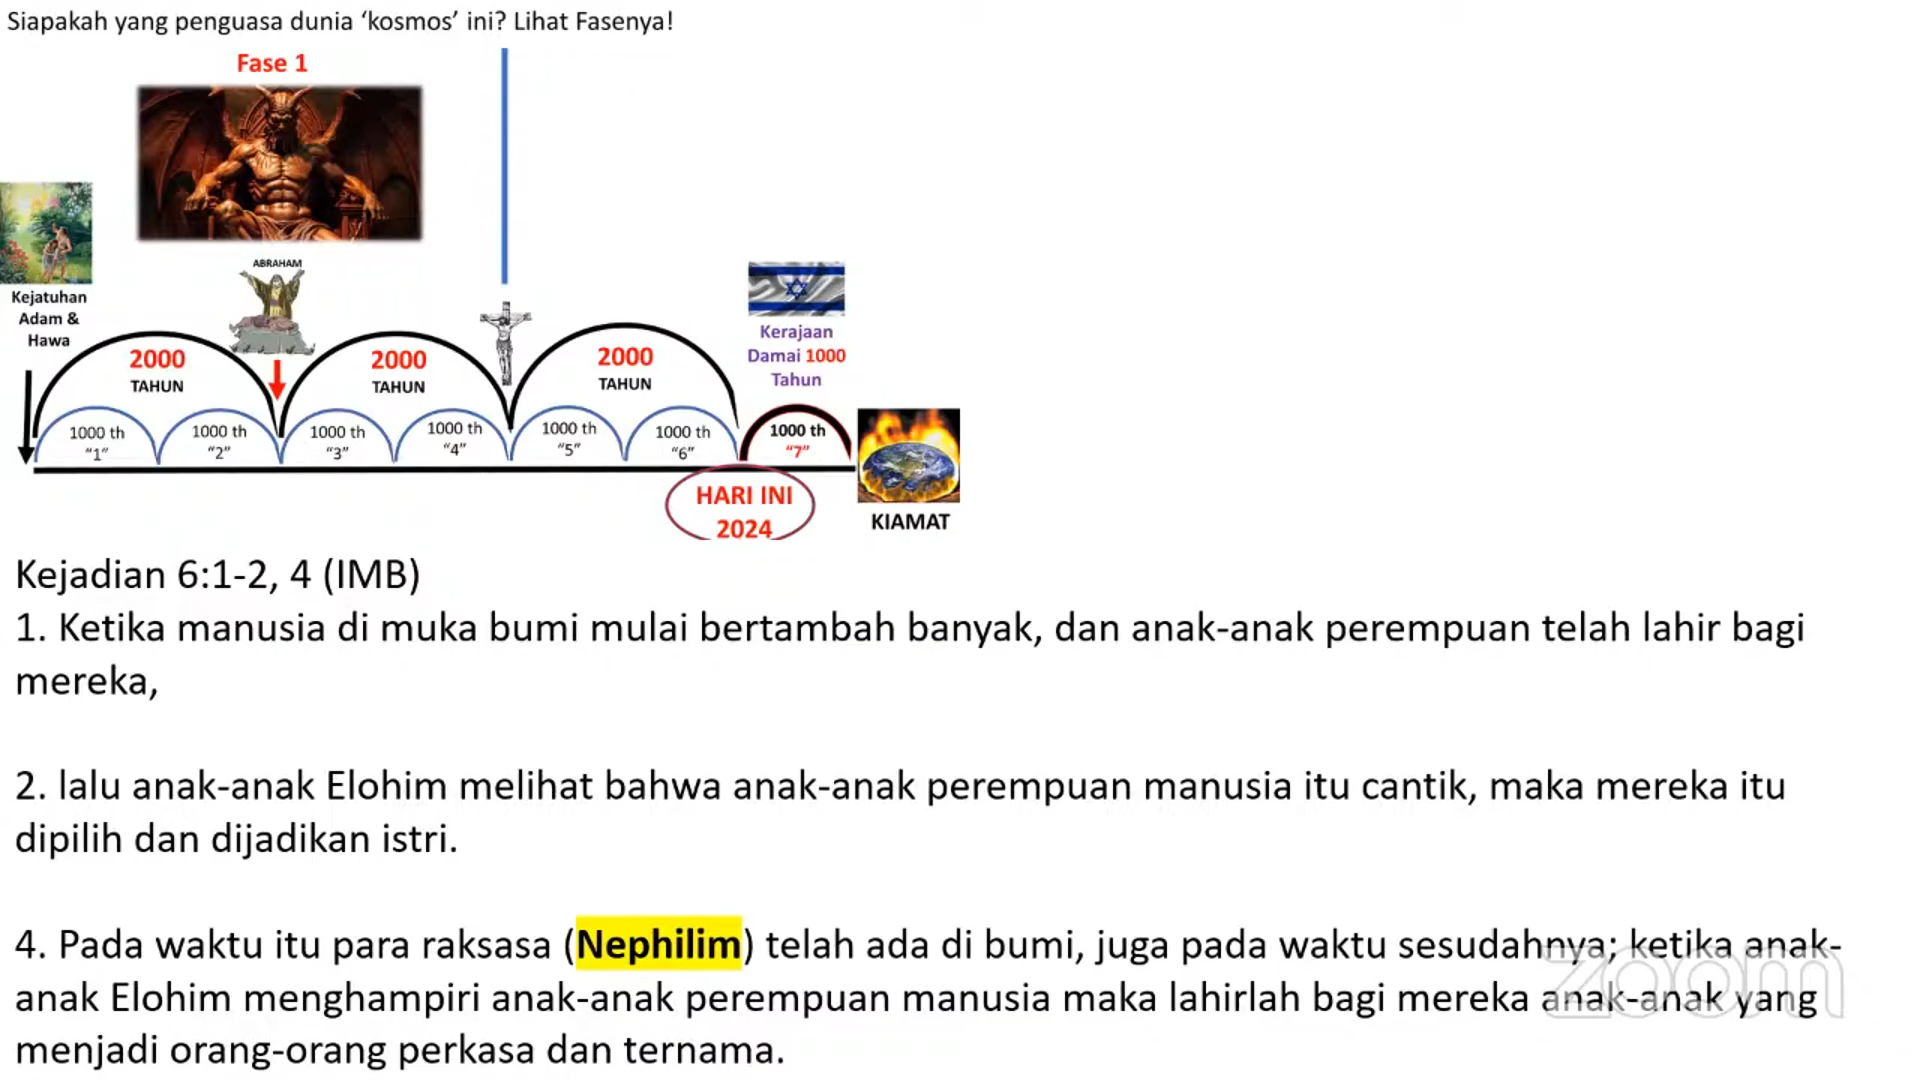 Siapakah yang penguasa dunia ‘kosmos’ ini? Lihat Fasenya!
Fase 1
ABRAHAM
Kejatuhan
Adam &
Hawa
2000
TAHUN
2000
TAHUN
2000
TAHUN
Kerajaan
Damai 1000
Tahun
1000 th
“1”
1000 th
“2”
1000 th
“3”
1000 th
“4”
1000 th
“5”
1000 th
“6”
1000 th
“7”
HARI INI
2024
KIAMAT
Kejadian 6:1-2, 4 (IMB)
1. Ketika manusia di muka bumi mulai bertambah banyak, dan anak-anak perempuan telah lahir bagi
mereka,
2. lalu anak-anak Elohim melihat bahwa anak-anak perempuan manusia itu cantik, maka mereka itu
dipilih dan dijadikan istri.
4. Pada waktu itu para raksasa (Nephilim) telah ada di bumi, juga pada waktu sesudahnya; ketika anak-
anak Elohim menghampiri anak-anak perempuan manusia maka lahirlah bagi mereka anak-anak yang
menjadi orang-orang perkasa dan ternama.
zoom